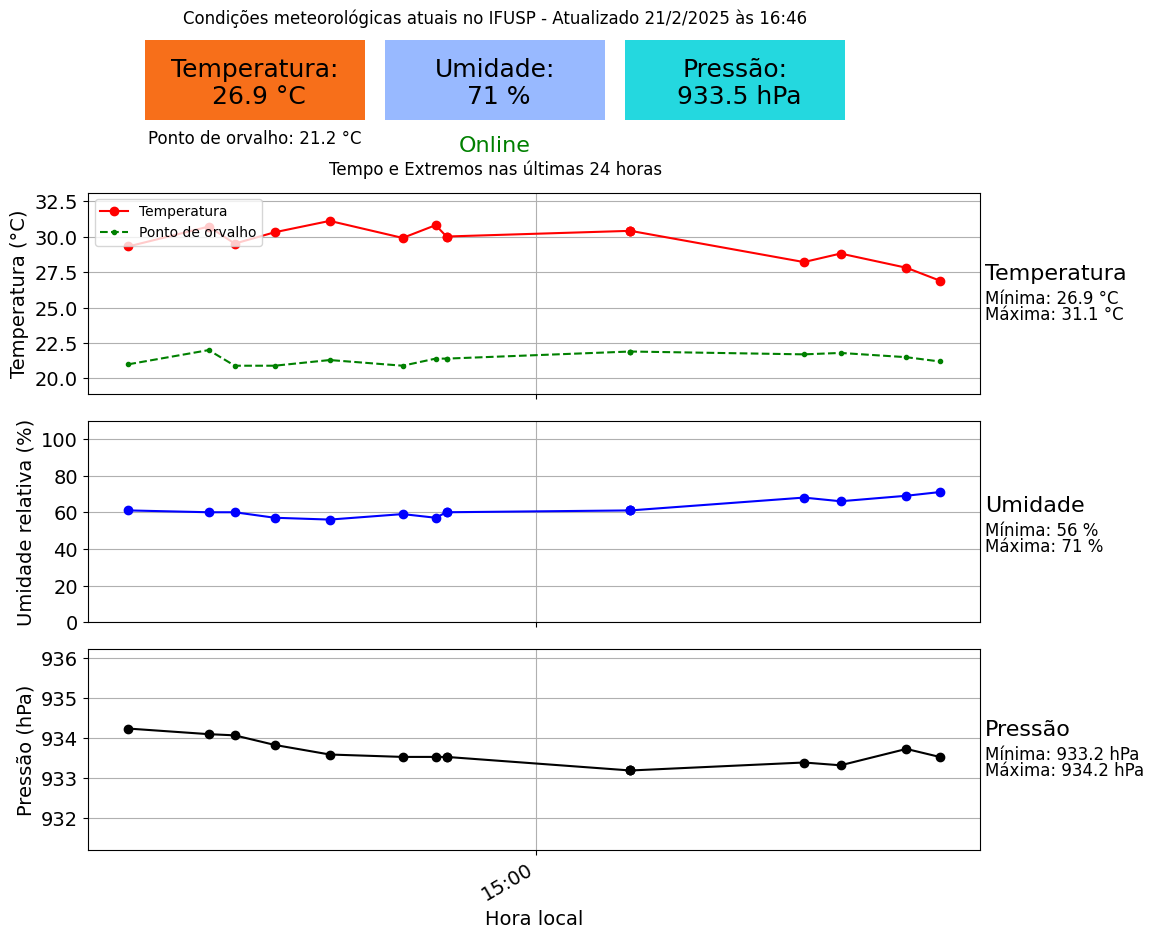 Condições meteorológicas atuais no IFUSP - Atualizado 21/2/2025 às 16:46
Temperatura:
26.9 °C
Umidade:
71 %
Pressão:
933.5 hPa
Ponto de orvalho: 21.2 °C
Online
Tempo e Extremos nas últimas 24 horas
Temperatura (°C)
32.5
30.0
27.5
25.0
22.5
20.0
Temperatura
Ponto de orvalho
Temperatura
Mínima: 26.9 °C
Máxima: 31.1 °C
Umidade relativa (%)
100
80
60
40
20
0
Umidade
Mínima: 56 %
Máxima: 71 %
Pressão (hPa)
936
935
934
933
932
Pressão
Mínima: 933.2 hPa
Máxima: 934.2 hPa
15:00
Hora local